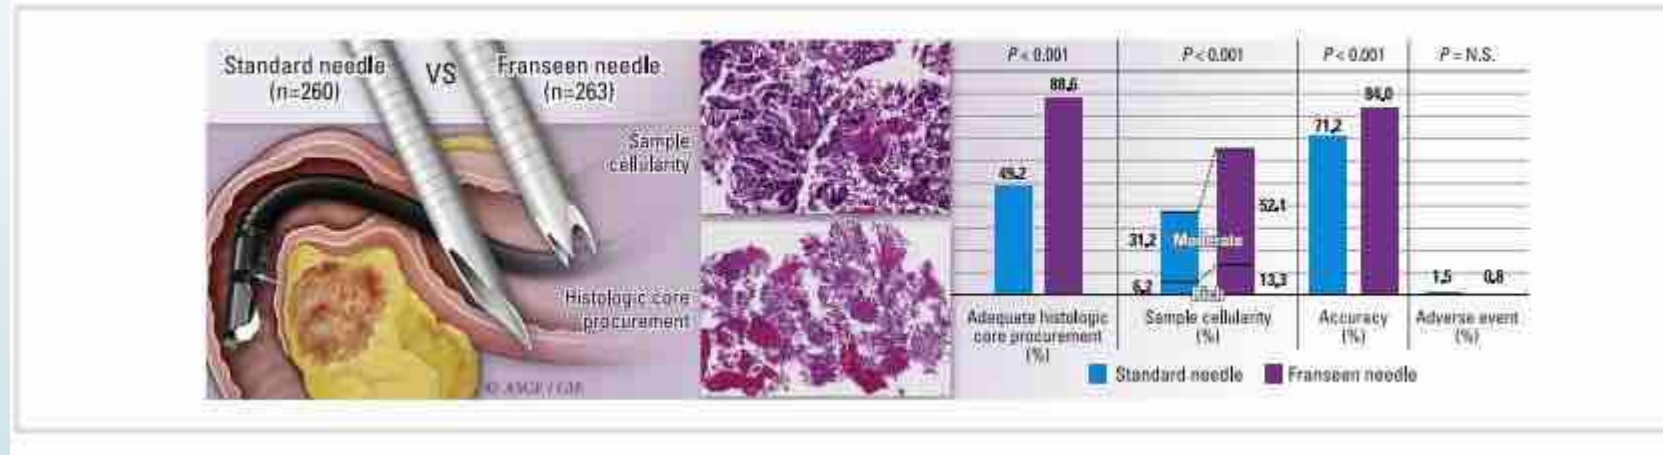 Standard needle
(n=260)
VS
Franseen needle
(n=263)
Sample
cellularity
Histologic core
procurement
© ASGE / GIE
P < 0.001
P < 0.001
P < 0.001
P = N.S.
49.2
88.6
31.2
6.2
Moderate
52.1
13.3
71.2
84.0
1.5
0.8
Adequate histologic
core procurement
(%)
Sample cellularity
(%)
Accuracy
(%)
Adverse event
(%)
Standard needle
Franseen needle